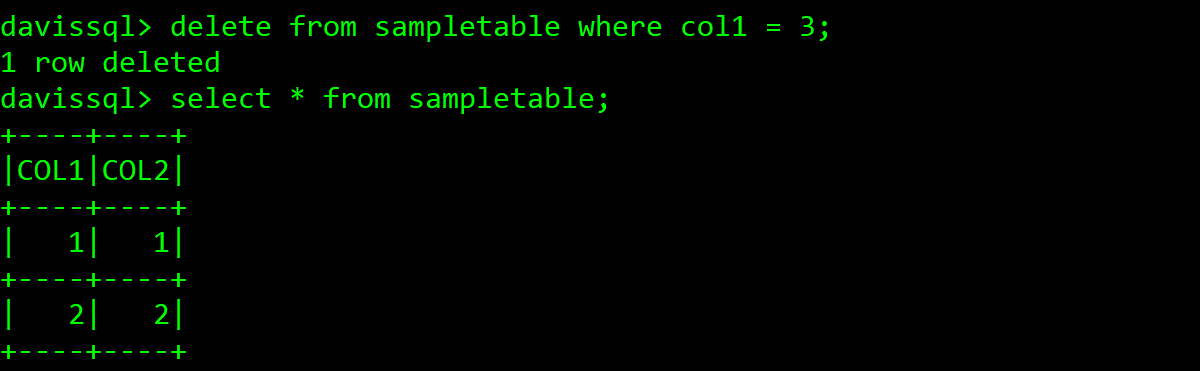 davissql> delete from sampletable where col1 = 3;
1 row deleted
davissql> select * from sampletable;
+----+----+
|COL1|COL2|
+----+----+
|   1|   1|
+----+----+
|   2|   2|
+----+----+